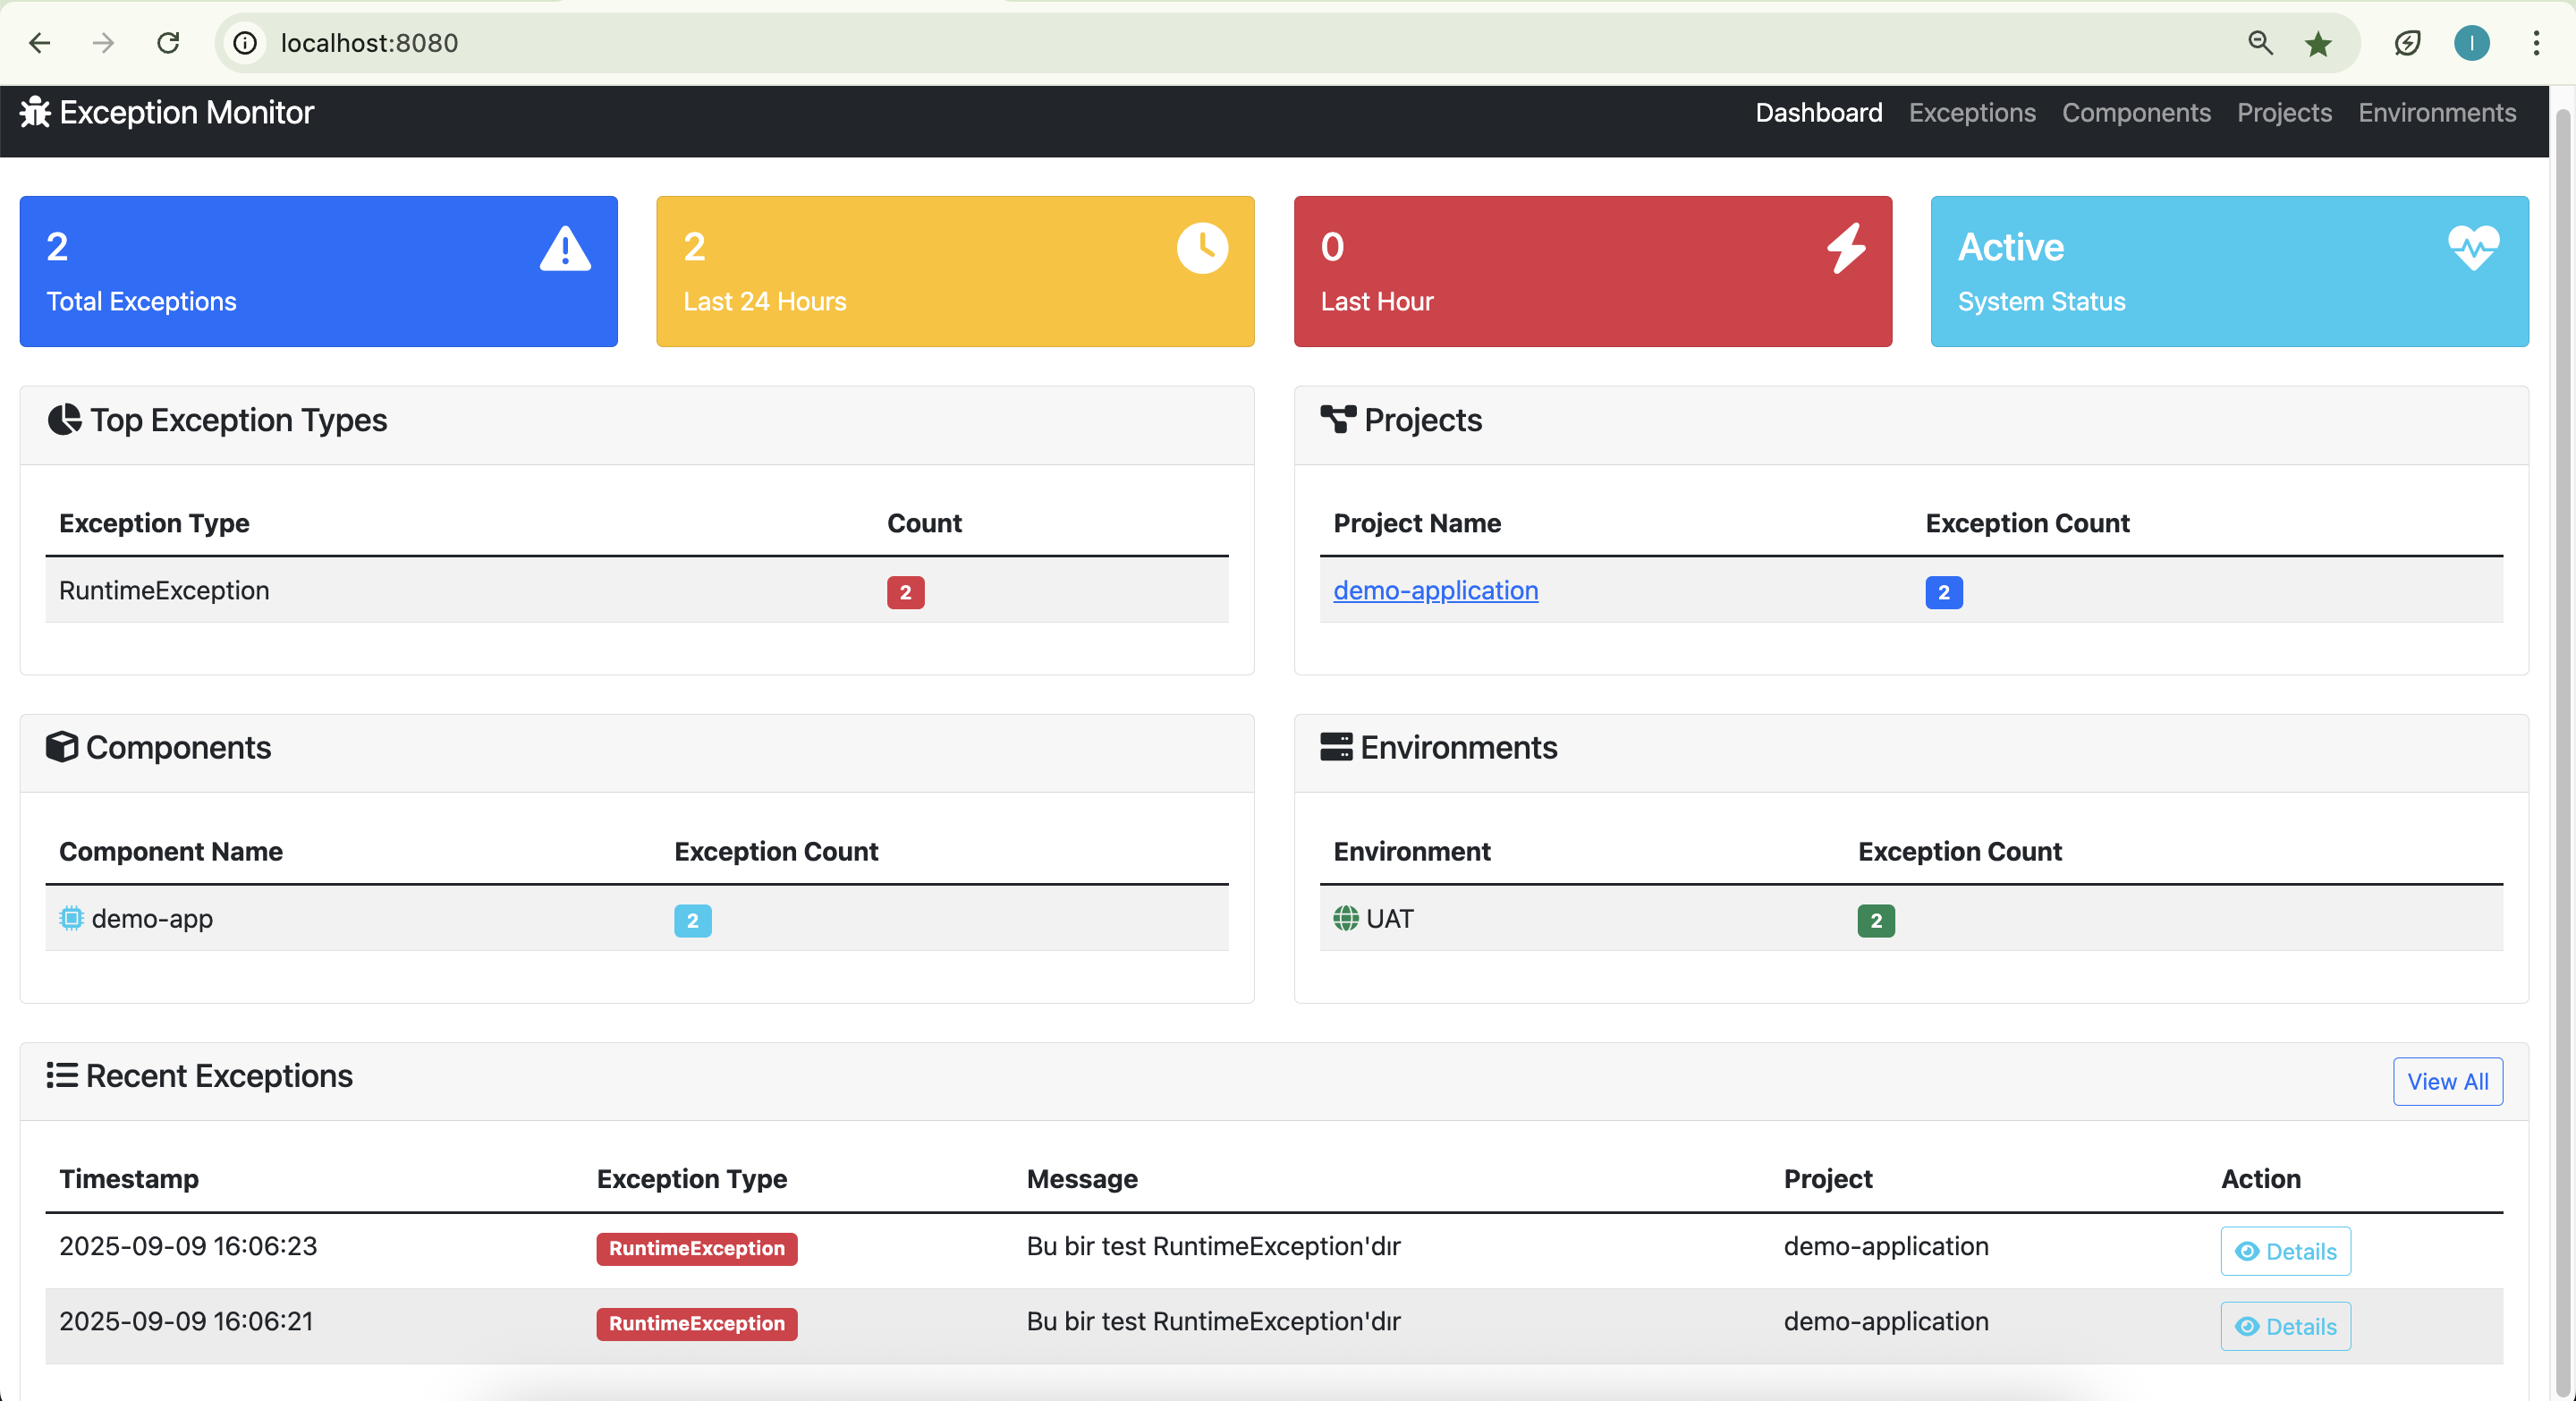 localhost:8080
I
Exception Monitor
Dashboard Exceptions Components Projects Environments
2
Total Exceptions
2
Last 24 Hours
0
Last Hour
Active
System Status
Top Exception Types
Exception Type Count
RuntimeException 2
Projects
Project Name Exception Count
demo-application 2
Components
Component Name Exception Count
demo-app 2
Environments
Environment Exception Count
UAT 2
Recent Exceptions View All
Timestamp Exception Type Message Project Action
2025-09-09 16:06:23 RuntimeException Bu bir test RuntimeException'dır demo-application Details
2025-09-09 16:06:21 RuntimeException Bu bir test RuntimeException'dır demo-application Details